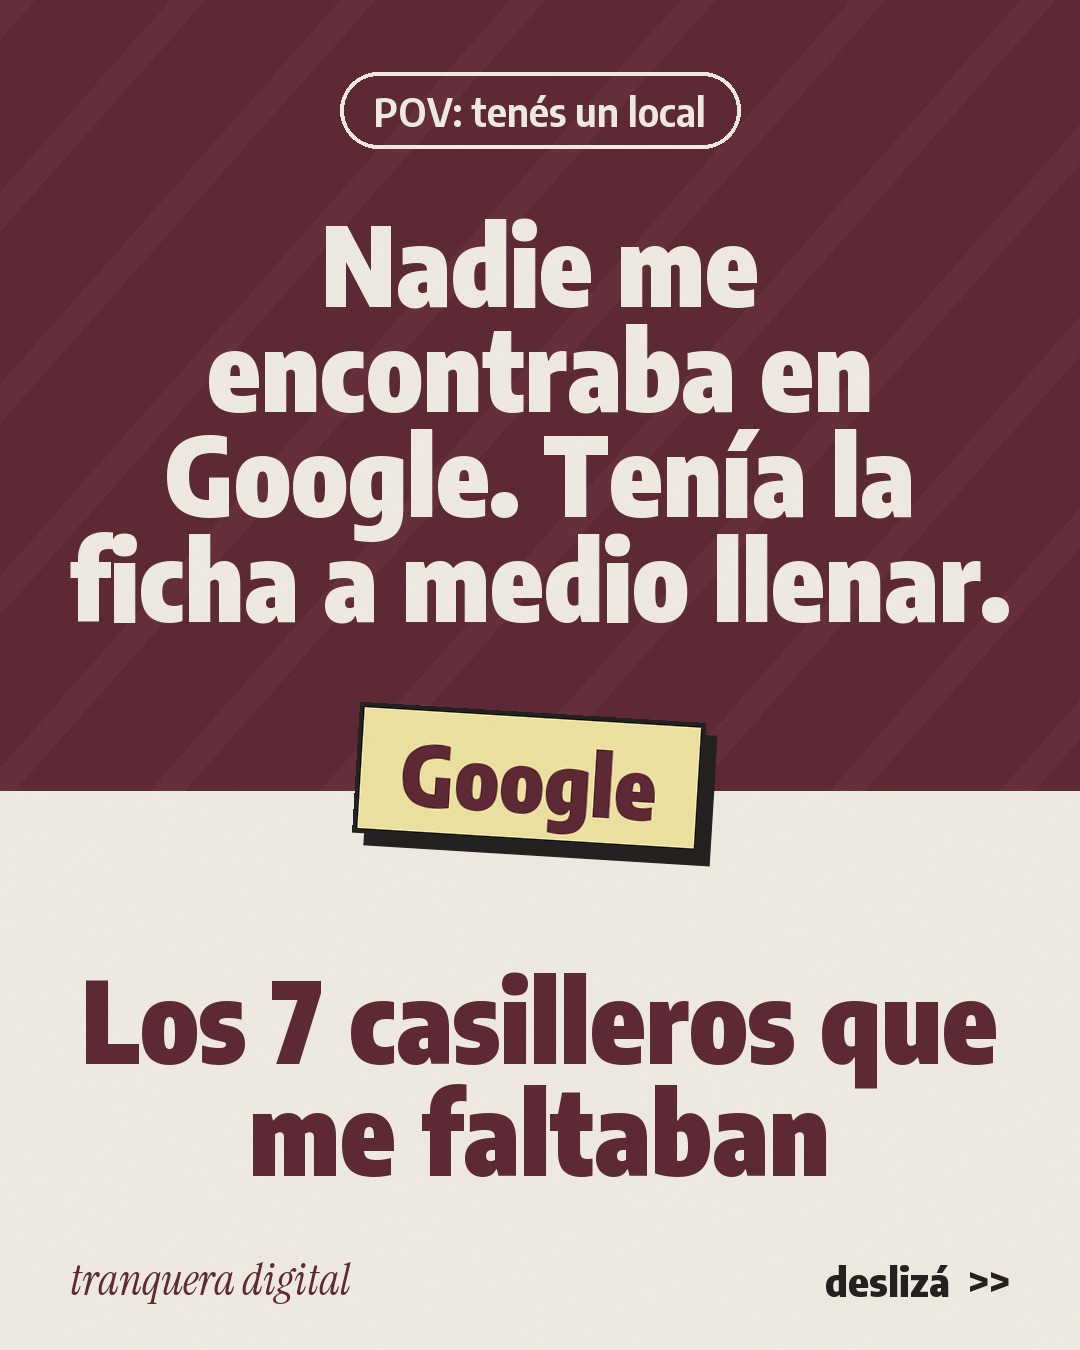 POV: tenés un local
Nadie me
encontraba en
Google. Tenía la
ficha a medio llenar.
Google
Los 7 casilleros que
me faltaban
tranquera digital
deslizá >>